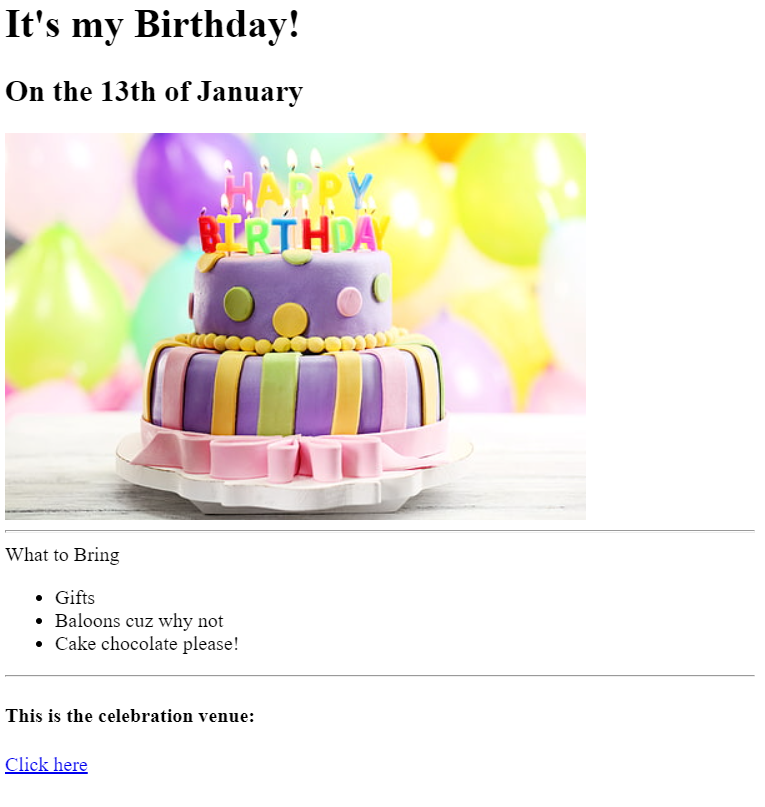 It's my Birthday!
On the 13th of January
HAPPY
BIRTHDAY
What to Bring
Gifts
Baloons cuz why not
Cake chocolate please!
This is the celebration venue:
Click here